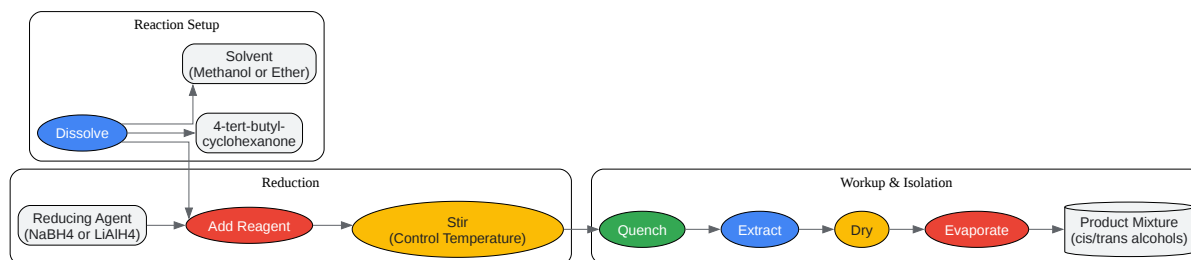 Reaction Setup
Solvent
(Methanol or Ether)
Dissolve
4-tert-butyl-
cyclohexanone
Reduction
Reducing Agent
(NaBH4 or LiAlH4)
Add Reagent
Stir
(Control Temperature)
Workup & Isolation
Quench
Extract
Dry
Evaporate
Product Mixture
(cis/trans alcohols)